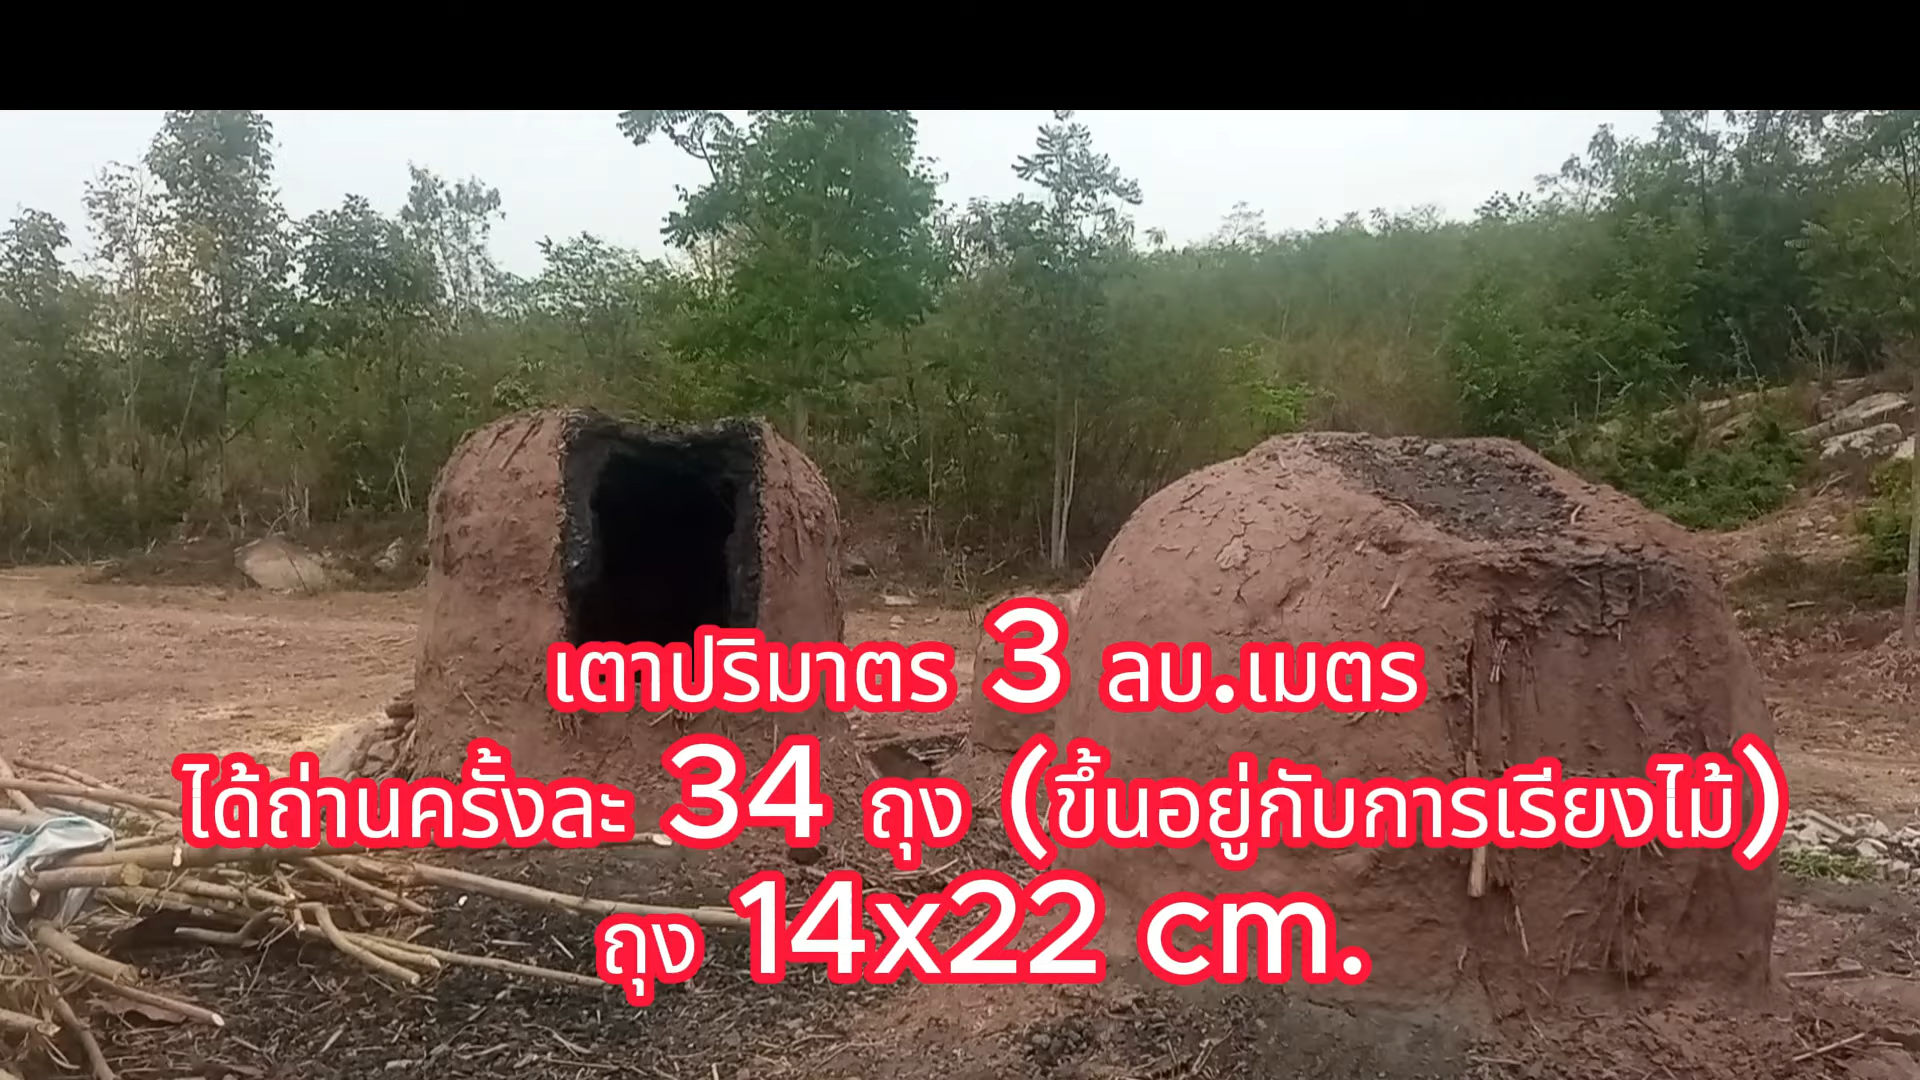 เตาปริมาตร 3 ลบ.เมตร
ได้ถ่านครั้งละ 34 ถุง (ขึ้นอยู่กับการเรียงไม้)
ถุง 14x22 cm.